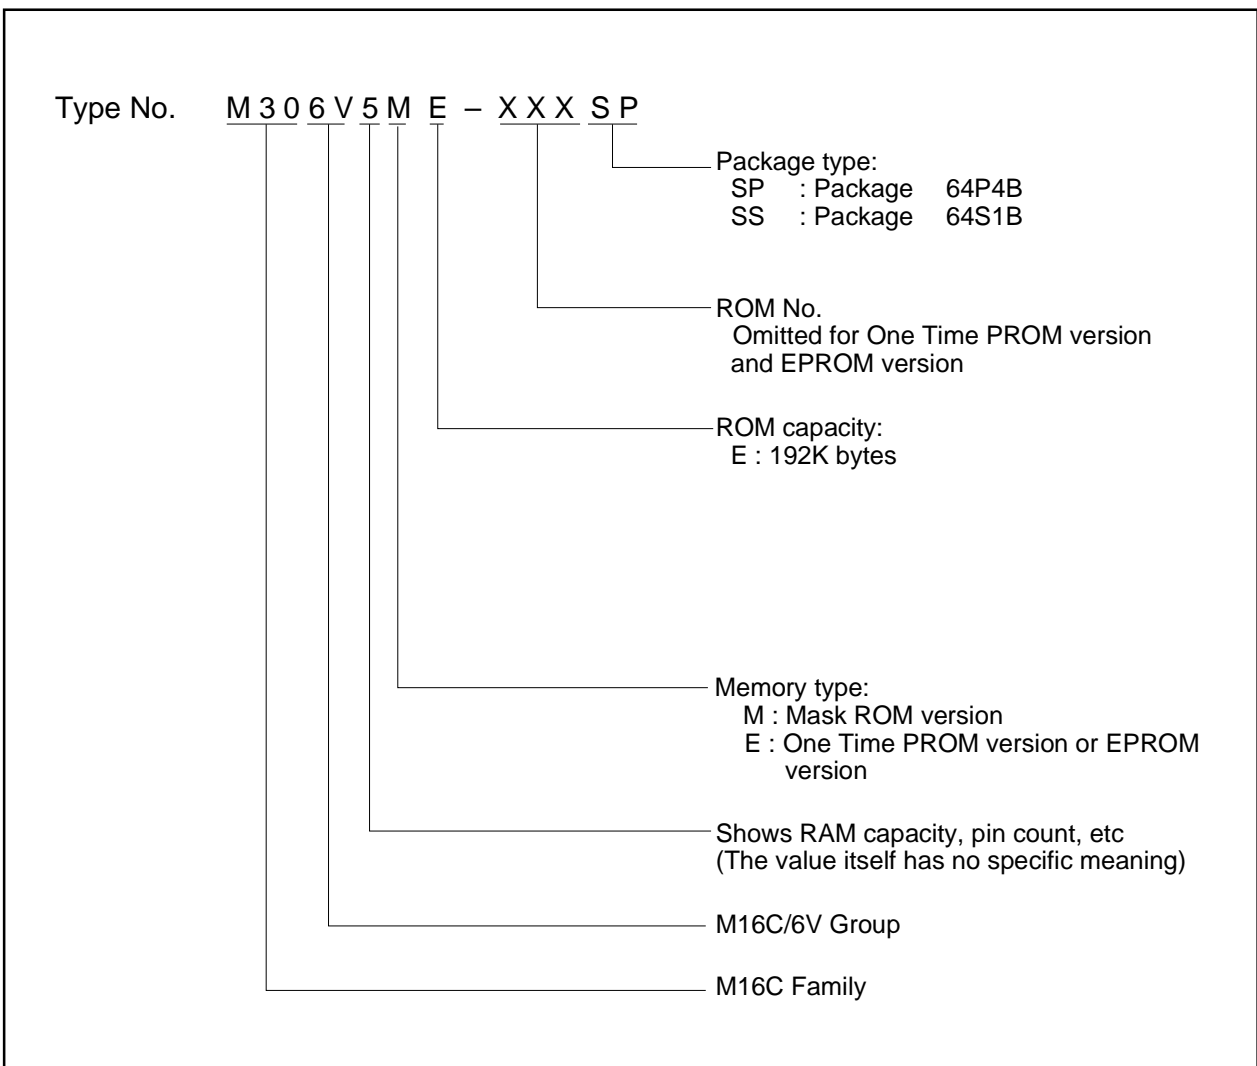 Type No. M 3 0 6 V 5 M E – X X X S P
Package type:
SP : Package 64P4B
SS : Package 64S1B
ROM No.
Omitted for One Time PROM version
and EPROM version
ROM capacity:
E : 192K bytes
Memory type:
M : Mask ROM version
E : One Time PROM version or EPROM
version
Shows RAM capacity, pin count, etc
(The value itself has no specific meaning)
M16C/6V Group
M16C Family